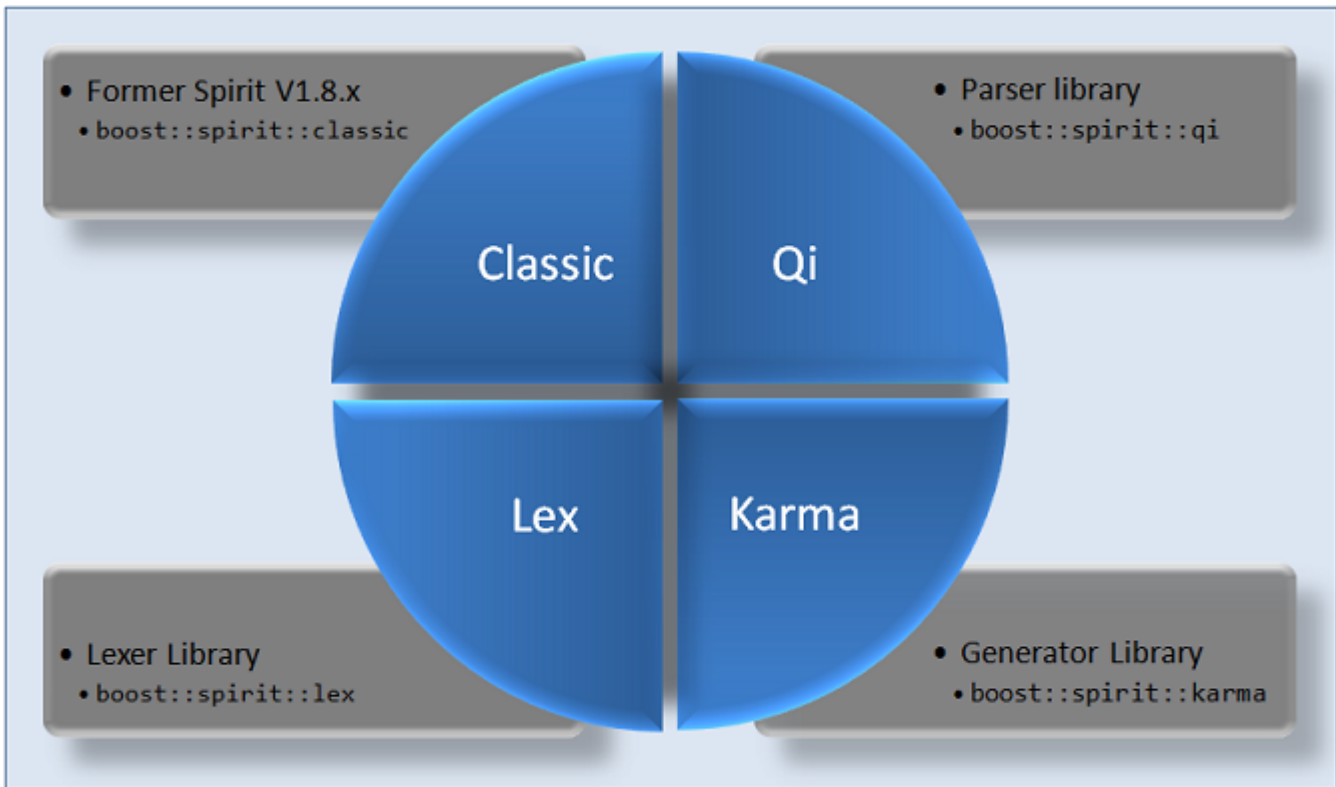 • Former Spirit V1.8.x
• boost::spirit::classic
• Parser library
• boost::spirit::qi
Classic
Qi
Lex
Karma
• Lexer Library
• boost::spirit::lex
• Generator Library
• boost::spirit::karma